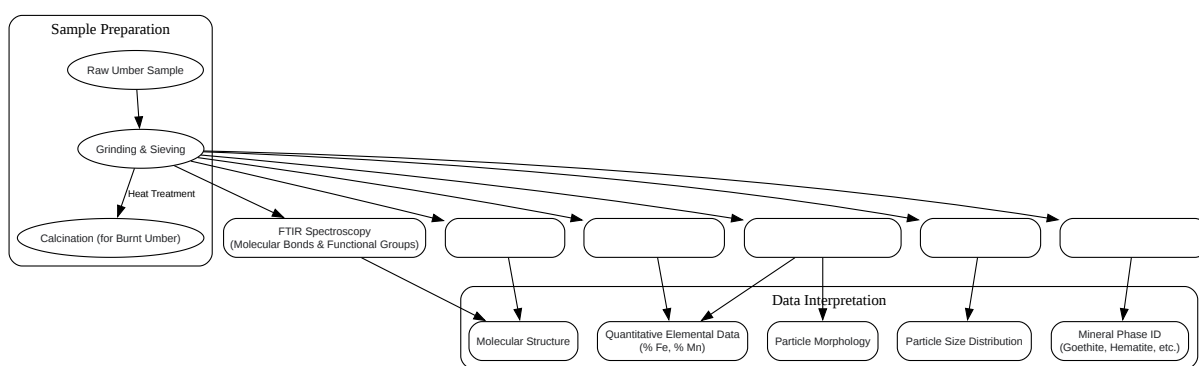 Sample Preparation
Raw Umber Sample
Grinding & Sieving
Heat Treatment
Calcination (for Burnt Umber)
FTIR Spectroscopy
(Molecular Bonds & Functional Groups)
Data Interpretation
Molecular Structure
Quantitative Elemental Data
(% Fe, % Mn)
Particle Morphology
Particle Size Distribution
Mineral Phase ID
(Goethite, Hematite, etc.)